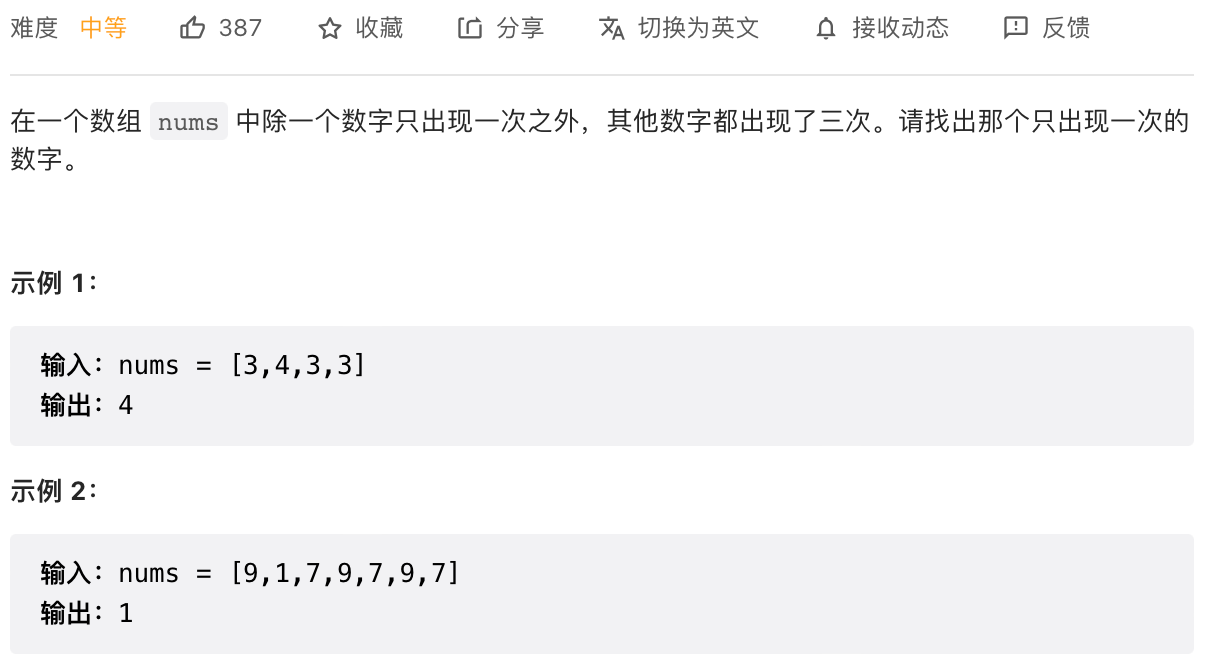 难度 中等 387 收藏 分享 切换为英文 接收动态 反馈
在一个数组 nums 中除一个数字只出现一次之外，其他数字都出现了三次。请找出那个只出现一次的
数字。
示例 1：
输入：nums = [3,4,3,3]
输出：4
示例 2：
输入：nums = [9,1,7,9,7,9,7]
输出：1